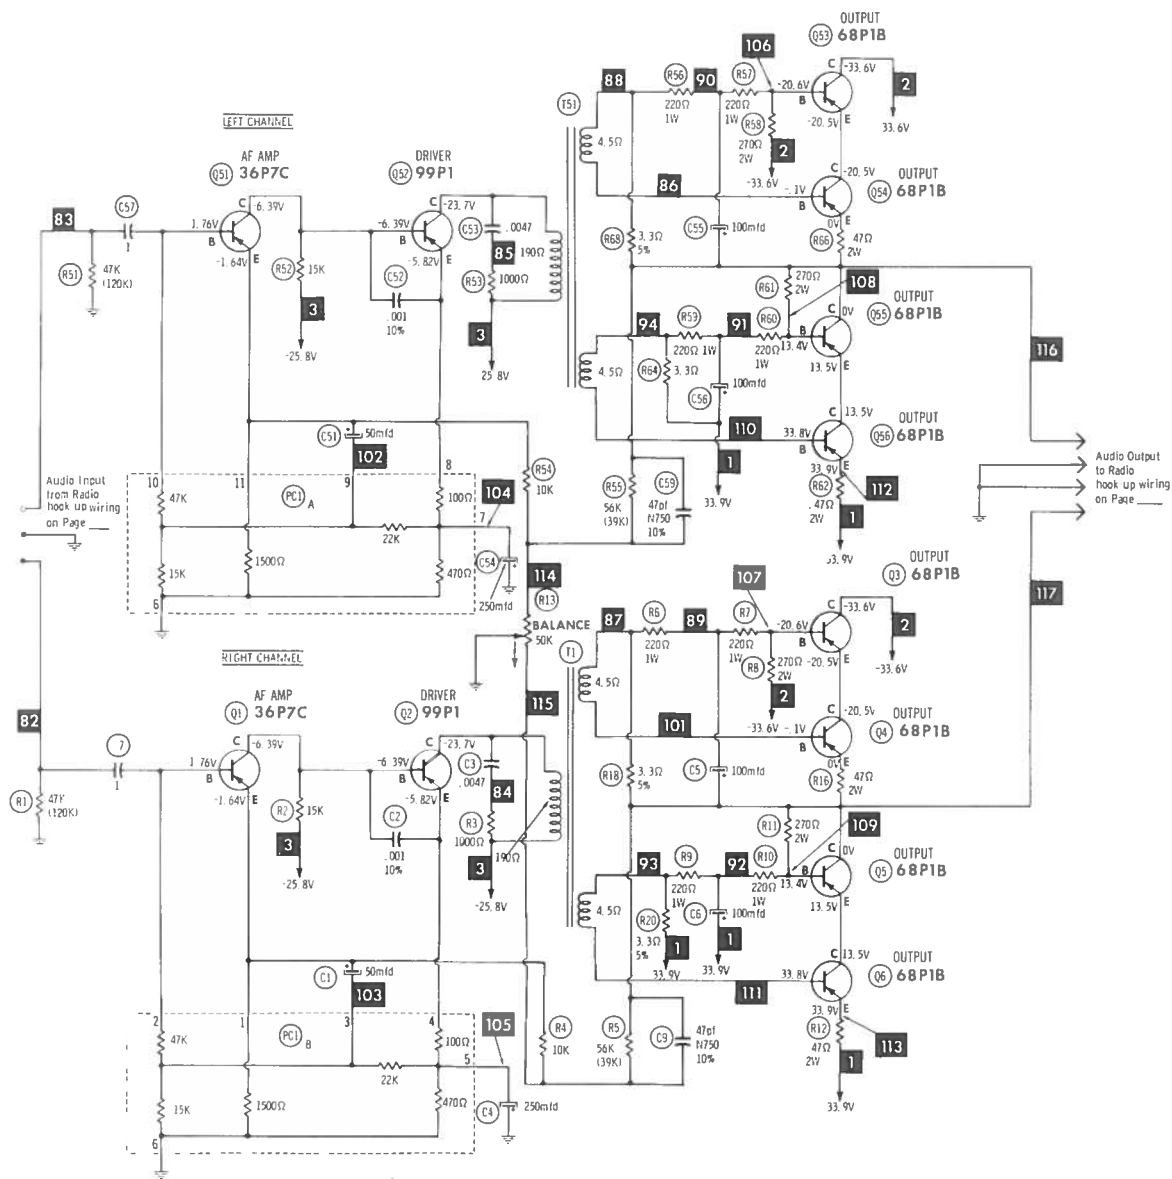 OUTPUT
Q53 68P1B
106
C -33.6V
88
R56
90
R57
-20.6V
B
2
T51
220Ω
1W
220Ω
1W
R58
-20.5V
E
33.6V
LEFT CHANNEL
4.5Ω
270Ω
2W
2
-33.6V
AF AMP
Q51 36P7C
DRIVER
Q52 99P1
86
C -20.5V
-.1V
B
OUTPUT
Q54 68P1B
C -6.39V
C -23.7V
E
0V
83
C57
1
1.76V
B
-6.39V
B
C53
.0047
C55
100mfd
R66
47Ω
2W
85
190Ω
R68
3.3Ω
5%
R51
47K
(120K)
-1.64V E
R52
15K
C52
-5.82V
E
R53
1000Ω
R61
270Ω
2W
108
OUTPUT
Q55 68P1B
C 0V
3
.001
10%
3
94
R59
91
R60
B
13.4V
-25.8V
25.8V
220Ω 1W
220Ω
1W
13.5V E
116
4.5Ω
R64
3.3Ω
C56
100mfd
C 13.5V
OUTPUT
Q56 68P1B
110
33.8V
B
C51
50mfd
102
1
33.9V
E
R54
10K
R55
56K
(39K)
C59
47pf
N750
10%
33.9V
R62
.47Ω
2W
112
1
33.9V
Audio Output
to Radio
hook up wiring
on Page ___
10
11
9
8
Audio Input
from Radio
hook up wiring
on Page ___
47K
PC1 A
100Ω
104
7
22K
15K
1500Ω
470Ω
C54
250mfd
6
114
R13
BALANCE
50K
107
OUTPUT
Q3 68P1B
C -33.6V
117
87
R6
89
R7
-20.6V
B
2
RIGHT CHANNEL
T1
220Ω
1W
220Ω
1W
R8
270Ω
2W
-20.5V
E
-33.6V
4.5Ω
2
AF AMP
Q1 36P7C
DRIVER
Q2 99P1
115
101
-33.6V
-.1V
B
C -20.5V
OUTPUT
Q4 68P1B
82
C -6.39V
C -23.7V
0V
E
7
1
1.76V
B
-6.39V
B
C3
.0047
R18
3.3Ω
5%
C5
100mfd
R16
47Ω
2W
84
R1
47K
(120K)
-1.64V E
R2
15K
C2
-5.82V
E
R3
1000Ω
R11
270Ω
2W
109
3
.001
10%
3
190Ω
93
R9
92
R10
C 0V
OUTPUT
Q5 68P1B
-25.8V
-25.8V
220Ω
1W
220Ω
1W
B
13.4V
4.5Ω
R20
3.3Ω
5%
C6
100mfd
13.5V
E
1
1
C1
50mfd
33.9V
33.9V
111
33.8V
B
C 13.5V
OUTPUT
Q6 68P1B
103
33.9V
E
R12
47Ω
2W
113
1
2
1
3
4
105
R4
10K
R5
56K
(39K)
C9
47pf
N750
10%
47K
PC1 B
100Ω
5
22K
33.9V
15K
1500Ω
470Ω
C4
250mfd
6